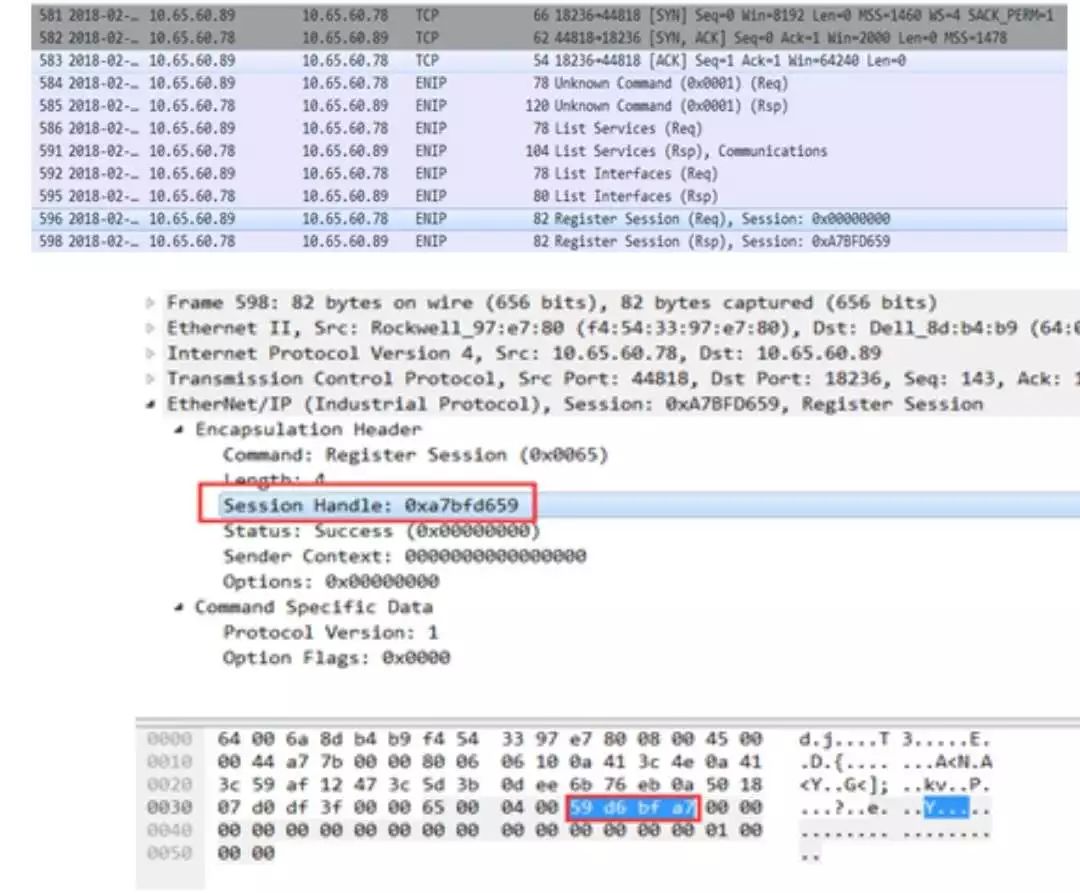 581 2018-02-… 10.65.60.89 10.65.60.78 TCP 66 18236→44818 [SYN] Seq=0 Win=8192 Len=0 MSS=1460 WS=4 SACK_PERM=1
582 2018-02-… 10.65.60.78 10.65.60.89 TCP 62 44818→18236 [SYN, ACK] Seq=0 Ack=1 Win=2000 Len=0 MSS=1478
583 2018-02-… 10.65.60.89 10.65.60.78 TCP 54 18236→44818 [ACK] Seq=1 Ack=1 Win=64240 Len=0
584 2018-02-… 10.65.60.89 10.65.60.78 ENIP 78 Unknown Command (0x0001) (Req)
585 2018-02-… 10.65.60.78 10.65.60.89 ENIP 120 Unknown Command (0x0001) (Rsp)
586 2018-02-… 10.65.60.89 10.65.60.78 ENIP 78 List Services (Req)
591 2018-02-… 10.65.60.78 10.65.60.89 ENIP 104 List Services (Rsp), Communications
592 2018-02-… 10.65.60.89 10.65.60.78 ENIP 78 List Interfaces (Req)
595 2018-02-… 10.65.60.78 10.65.60.89 ENIP 80 List Interfaces (Rsp)
596 2018-02-… 10.65.60.89 10.65.60.78 ENIP 82 Register Session (Req), Session: 0x00000000
598 2018-02-… 10.65.60.78 10.65.60.89 ENIP 82 Register Session (Rsp), Session: 0xA7BFD659
Frame 598: 82 bytes on wire (656 bits), 82 bytes captured (656 bits)
Ethernet II, Src: Rockwell_97:e7:80 (f4:54:33:97:e7:80), Dst: Dell_8d:b4:b9 (64:0
Internet Protocol Version 4, Src: 10.65.60.78, Dst: 10.65.60.89
Transmission Control Protocol, Src Port: 44818, Dst Port: 18236, Seq: 143, Ack: 1
EtherNet/IP (Industrial Protocol), Session: 0xA7BFD659, Register Session
Encapsulation Header
Command: Register Session (0x0065)
Length: 4
Session Handle: 0xa7bfd659
Status: Success (0x00000000)
Sender Context: 0000000000000000
Options: 0x00000000
Command Specific Data
Protocol Version: 1
Option Flags: 0x0000
0000 64 00 6a 8d b4 b9 f4 54 33 97 e7 80 08 00 45 00 d.j....T 3.....E.
0010 00 44 a7 7b 00 00 80 06 06 10 0a 41 3c 4e 0a 41 .D.{.... ...A<N.A
0020 3c 59 af 12 47 3c 5d 3b 0d ee 6b 76 eb 0a 50 18 <Y..G<]; ..kv..P.
0030 07 d0 df 3f 00 00 65 00 04 00 59 d6 bf a7 00 00 ...?..e. ..Y.....
0040 00 00 00 00 00 00 00 00 00 00 00 00 00 00 01 00 ........ ........
0050 00 00 ..